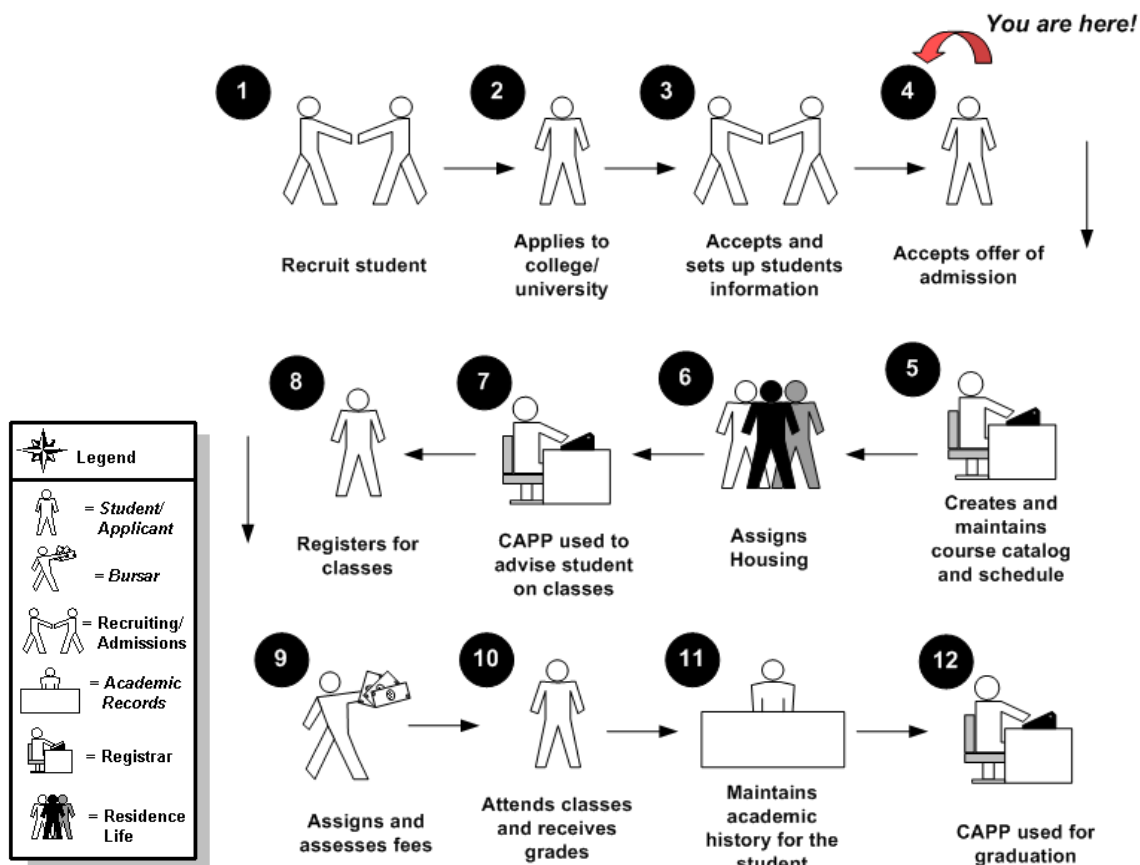 You are here!
1
2
3
4
Recruit student
Applies to
college/
university
Accepts and
sets up students
information
Accepts offer of
admission
8
7
6
5
Registers for
classes
CAPP used to
advise student
on classes
Assigns
Housing
Creates and
maintains
course catalog
and schedule
Legend
= Student/
Applicant
= Bursar
= Recruiting/
Admissions
= Academic
Records
= Registrar
= Residence
Life
9
10
11
12
Assigns and
assesses fees
Attends classes
and receives
grades
Maintains
academic
history for the
student
CAPP used for
graduation